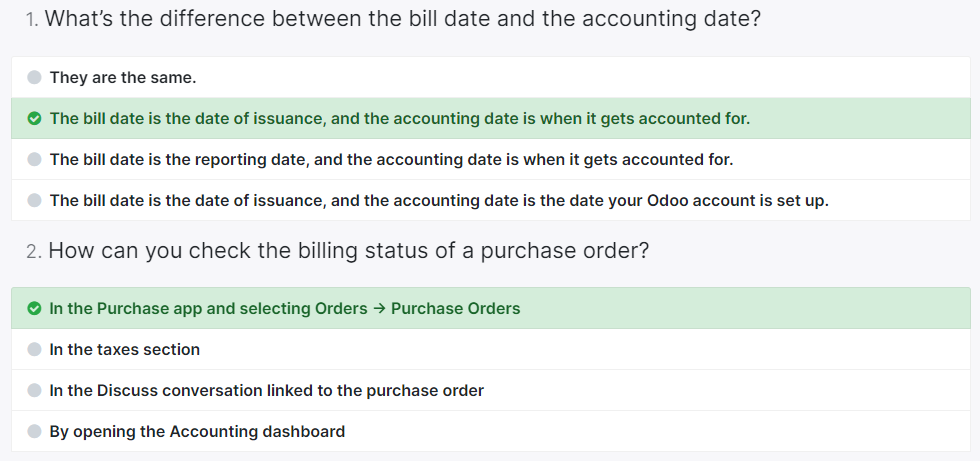 1. What’s the difference between the bill date and the accounting date?
They are the same.
The bill date is the date of issuance, and the accounting date is when it gets accounted for.
The bill date is the reporting date, and the accounting date is when it gets accounted for.
The bill date is the date of issuance, and the accounting date is the date your Odoo account is set up.
2. How can you check the billing status of a purchase order?
In the Purchase app and selecting Orders → Purchase Orders
In the taxes section
In the Discuss conversation linked to the purchase order
By opening the Accounting dashboard